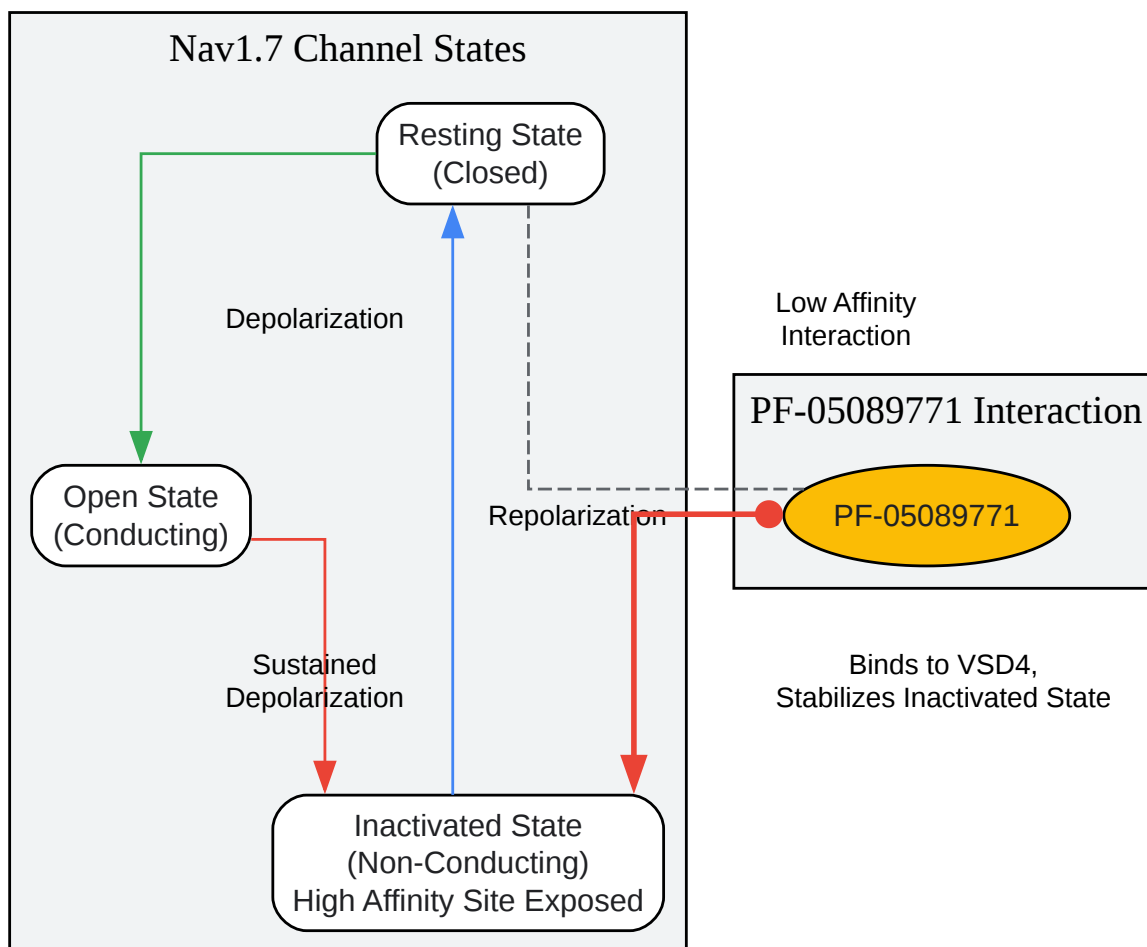 Nav1.7 Channel States
Resting State
(Closed)
Depolarization
Low Affinity
Interaction
PF-05089771 Interaction
Open State
(Conducting)
Repolarization
PF-05089771
Sustained
Depolarization
Binds to VSD4,
Stabilizes Inactivated State
Inactivated State
(Non-Conducting)
High Affinity Site Exposed